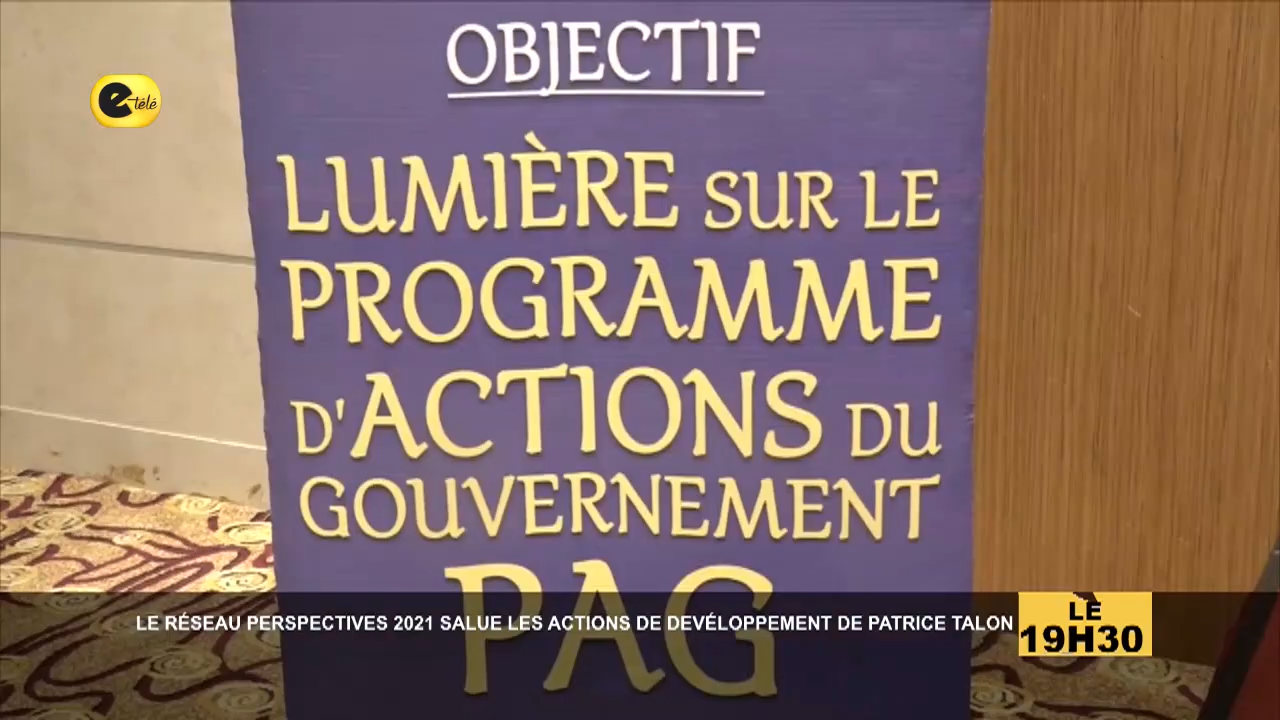 OBJECTIF
e-télé
LUMIÈRE SUR LE
PROGRAMME
D'ACTIONS DU
GOUVERNEMENT
PAG
LE RÉSEAU PERSPECTIVES 2021 SALUE LES ACTIONS DE DEVÉLOPPEMENT DE PATRICE TALON
LE
19H30